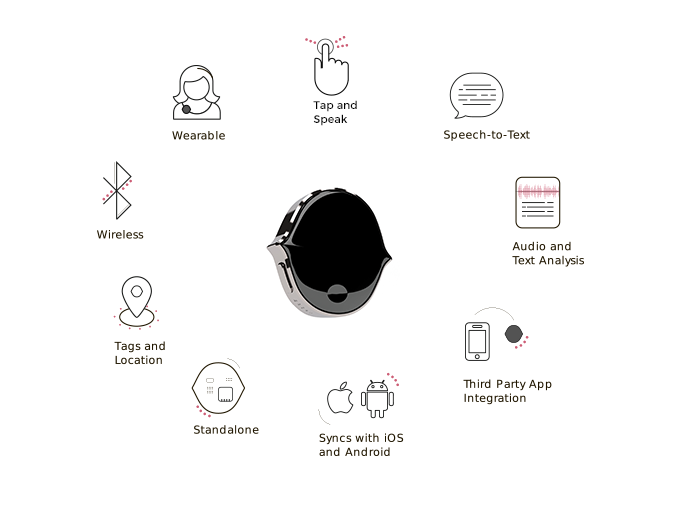 Tap and
Speak
Wearable
Speech-to-Text
Wireless
Audio and
Text Analysis
Tags and
Location
Third Party App
Integration
Standalone
Syncs with iOS
and Android